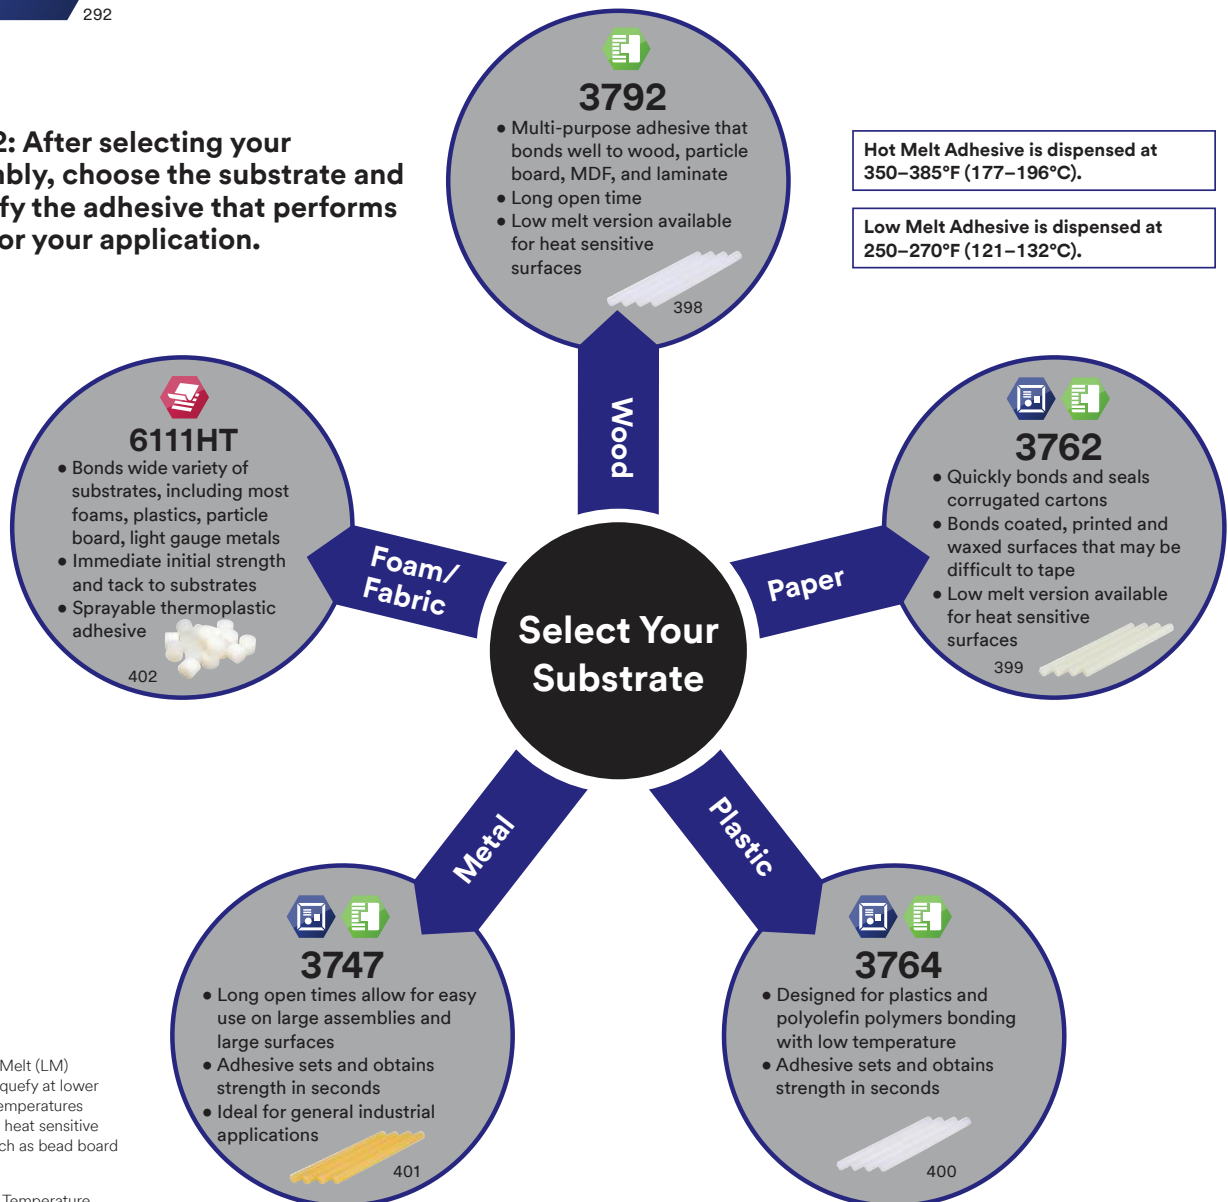 292
2: After selecting your
bly, choose the substrate and
fy the adhesive that performs
or your application.
3792
• Multi-purpose adhesive that
bonds well to wood, particle
board, MDF, and laminate
• Long open time
• Low melt version available
for heat sensitive
surfaces
398
Hot Melt Adhesive is dispensed at
350–385°F (177–196°C).
Low Melt Adhesive is dispensed at
250–270°F (121–132°C).
Wood
6111HT
• Bonds wide variety of
substrates, including most
foams, plastics, particle
board, light gauge metals
• Immediate initial strength
and tack to substrates
• Sprayable thermoplastic
adhesive
402
Foam/
Fabric
Select Your
Substrate
Paper
3762
• Quickly bonds and seals
corrugated cartons
• Bonds coated, printed and
waxed surfaces that may be
difficult to tape
• Low melt version available
for heat sensitive
surfaces
399
Metal
Plastic
3747
• Long open times allow for easy
use on large assemblies and
large surfaces
• Adhesive sets and obtains
strength in seconds
• Ideal for general industrial
applications
401
3764
• Designed for plastics and
polyolefin polymers bonding
with low temperature
• Adhesive sets and obtains
strength in seconds
400
Melt (LM)
quefy at lower
emperatures
heat sensitive
ch as bead board
Temperature